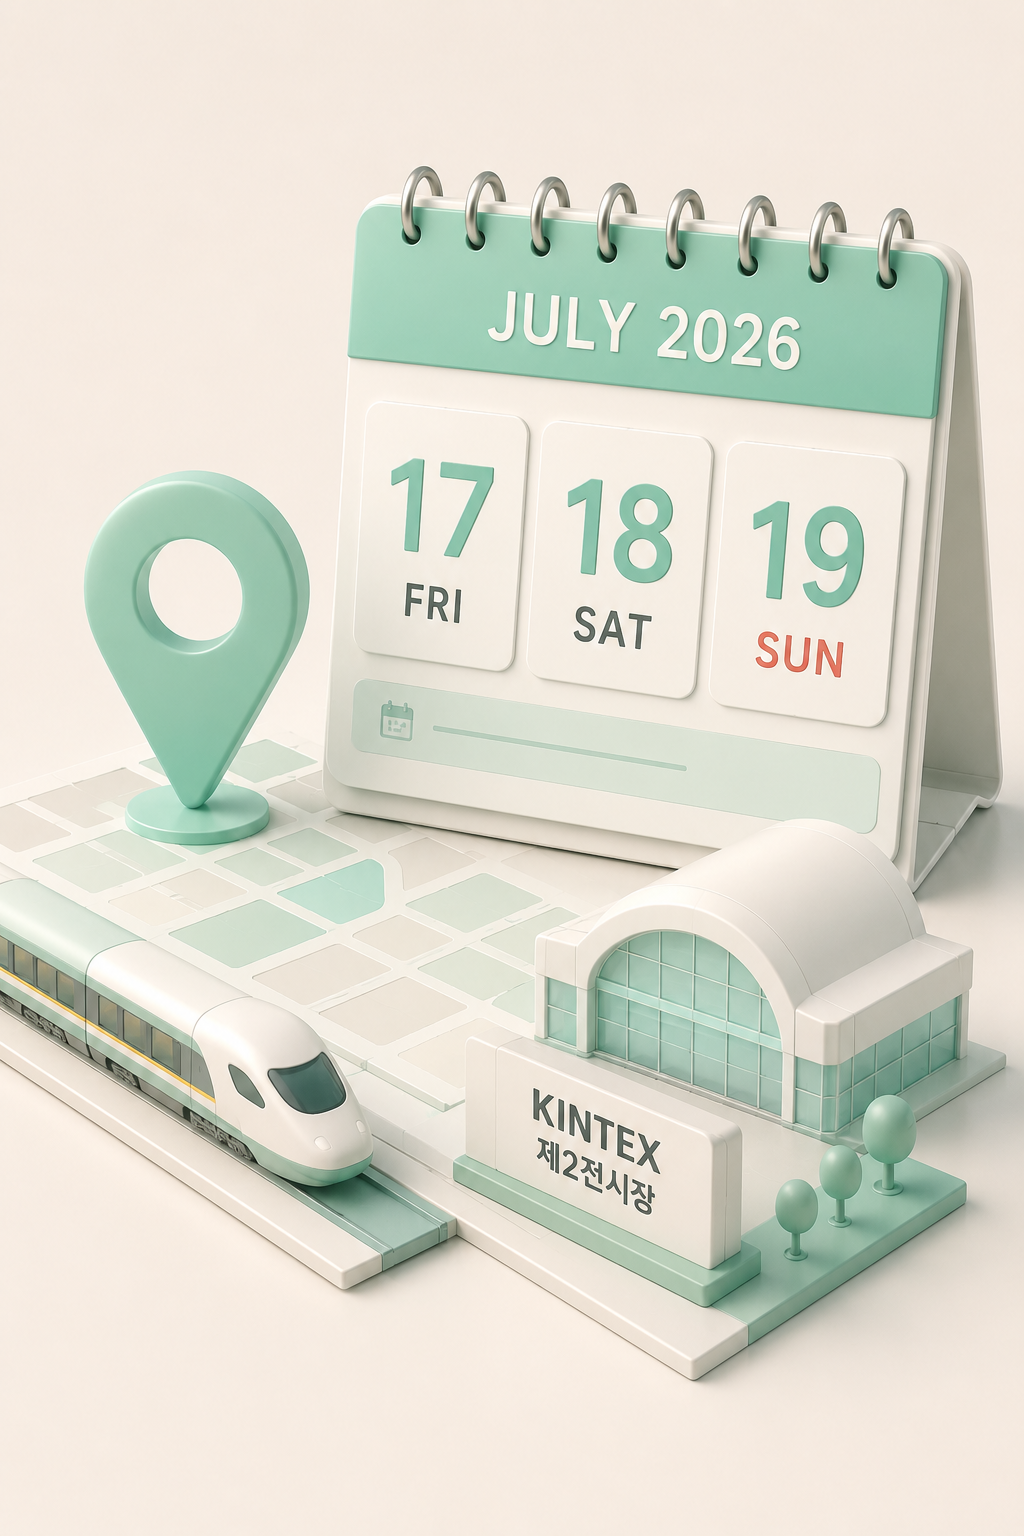 JULY 2026
17
FRI
18
SAT
19
SUN
KINTEX
제2전시장